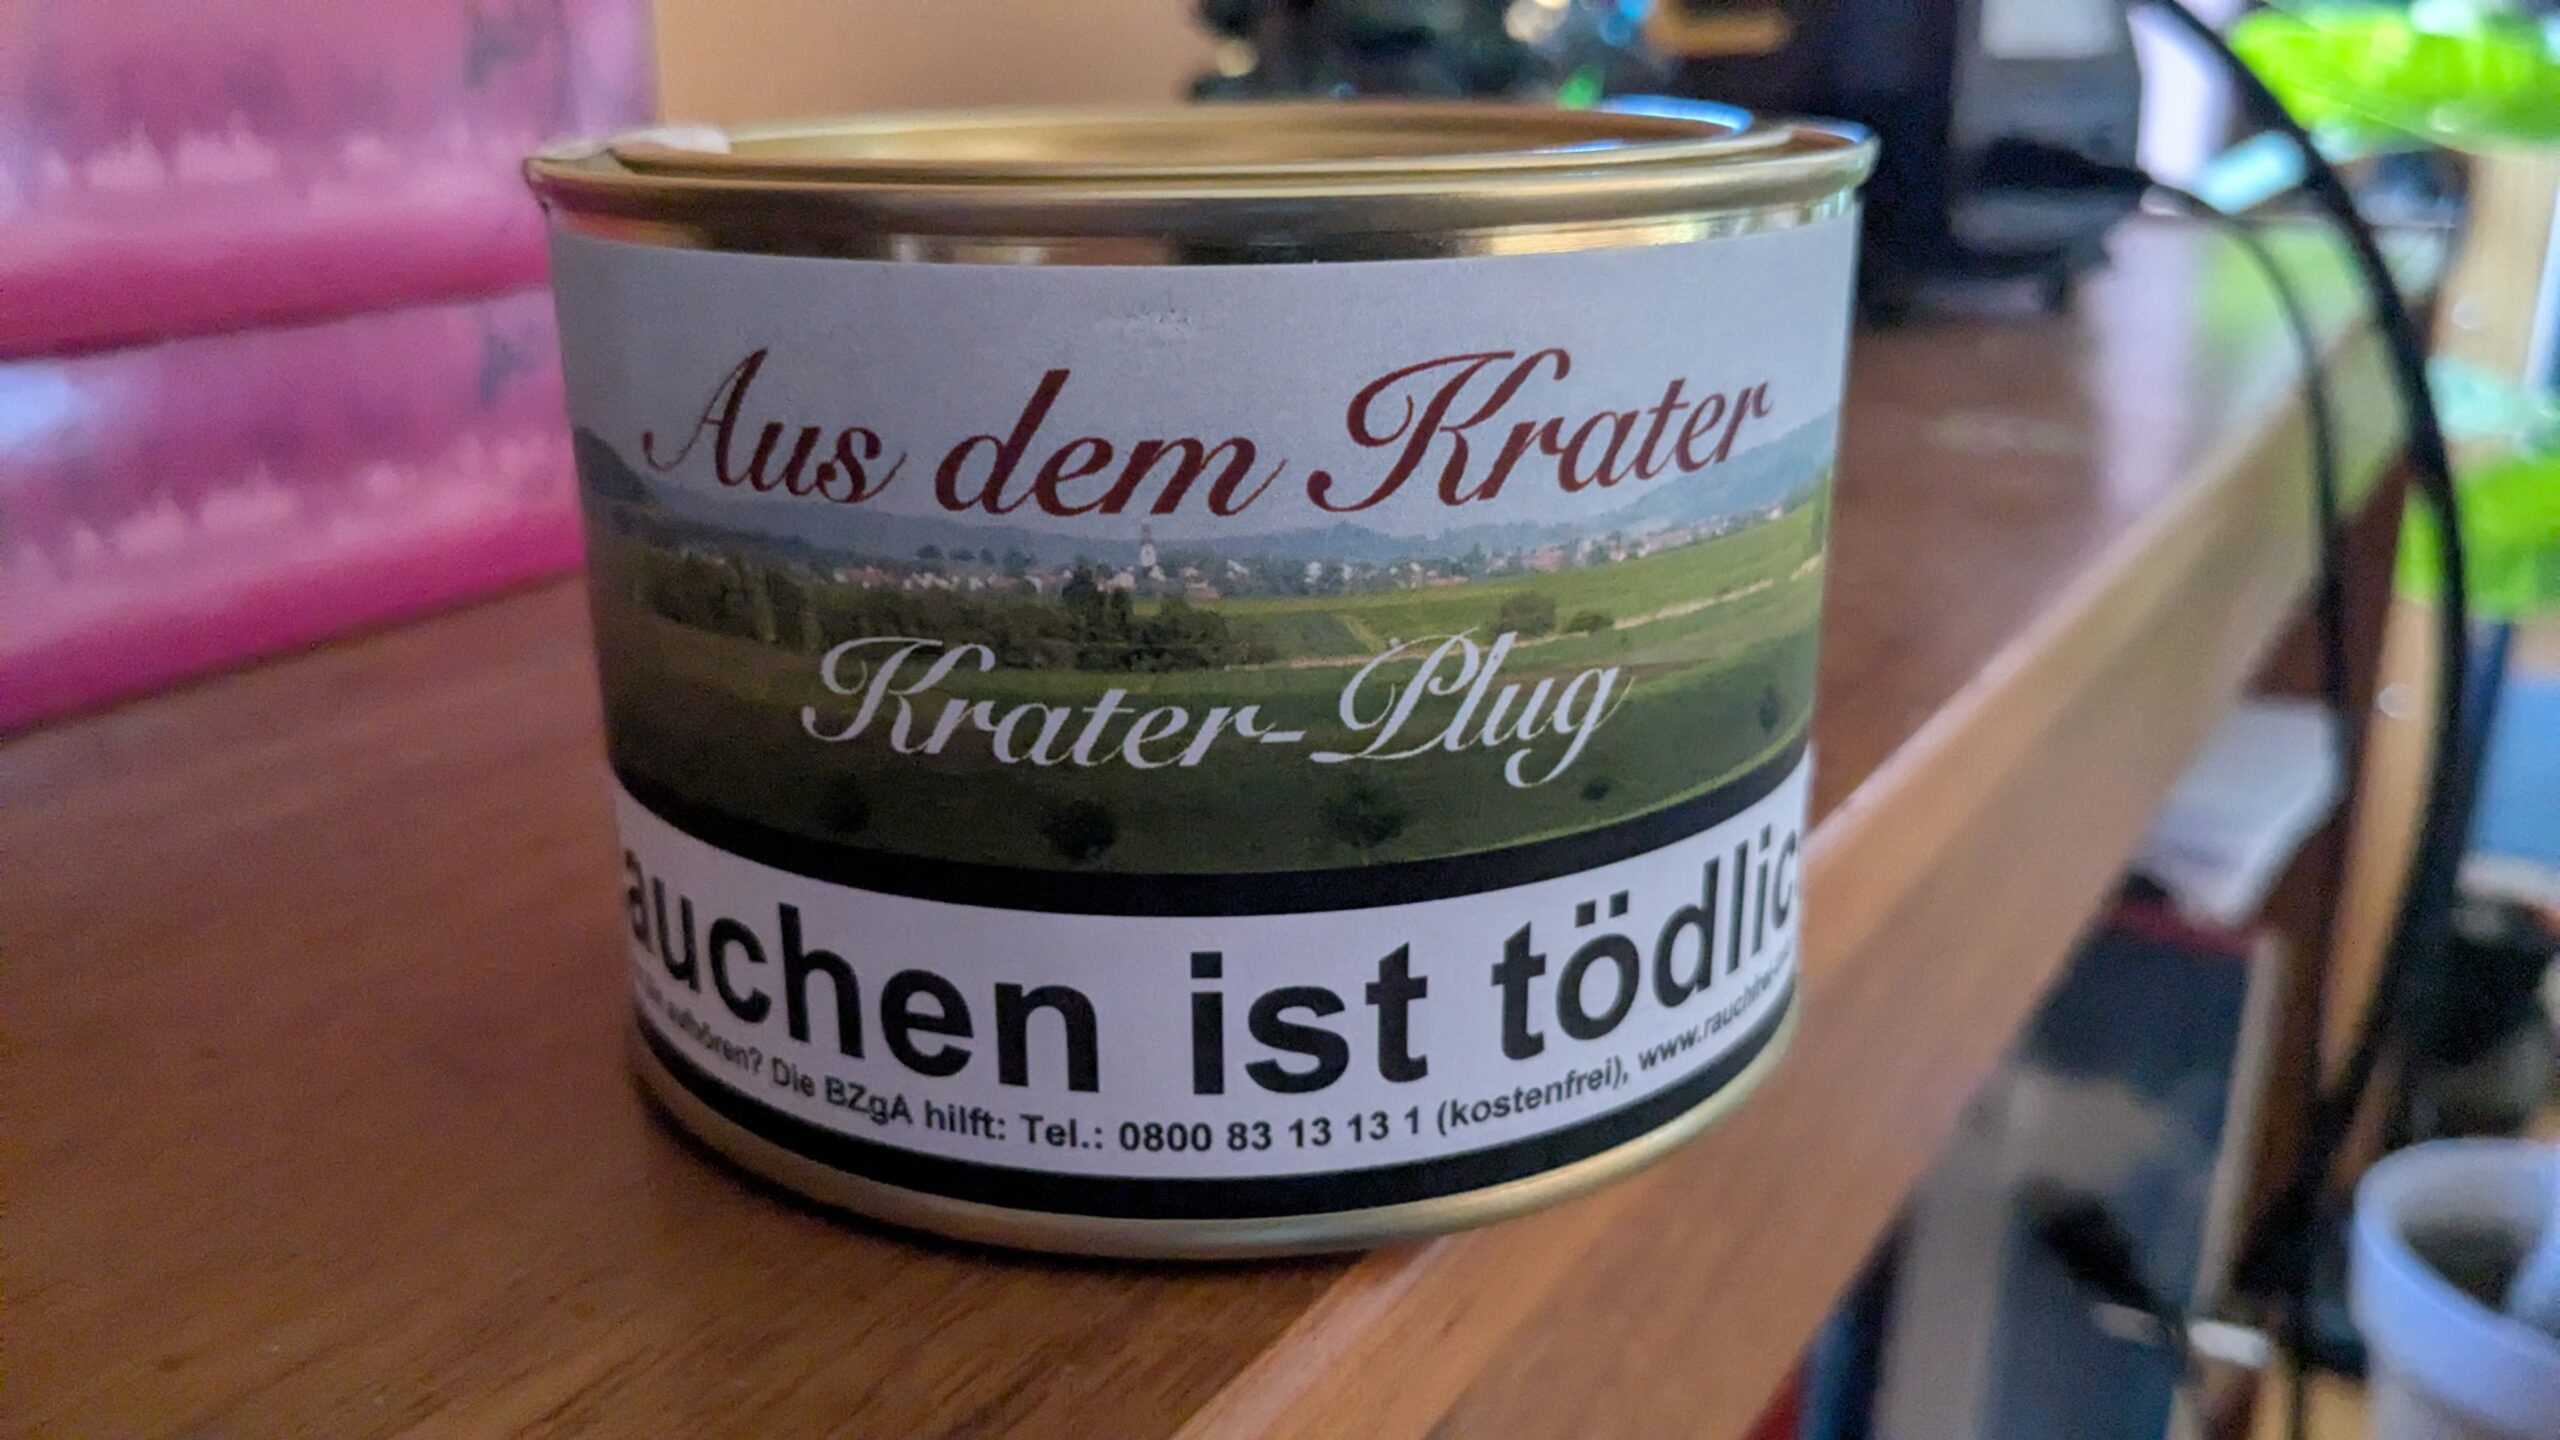 Aus dem Krater
Krater-Plug
auchen ist tödlic
aufhören? Die BZgA hilft: Tel.: 0800 83 13 13 1 (kostenfrei), www.rauchfrei